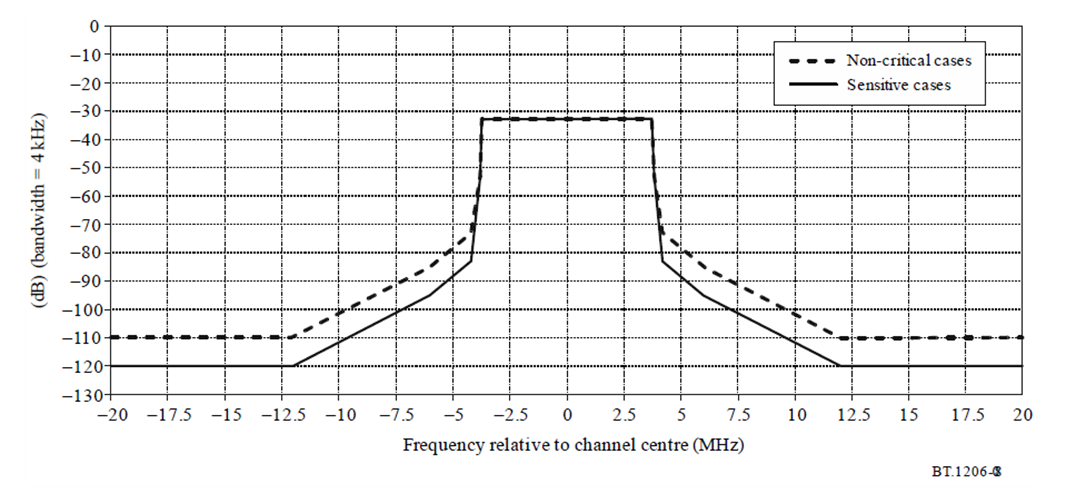 0
−10
−20
−30
−40
−50
−60
−70
−80
−90
−100
−110
−120
−130
(dB) (bandwidth = 4 kHz)
Non-critical cases
Sensitive cases
−20 −17.5 −15 −12.5 −10 −7.5 −5 −2.5 0 2.5 5 7.5 10 12.5 15 17.5 20
Frequency relative to channel centre (MHz)